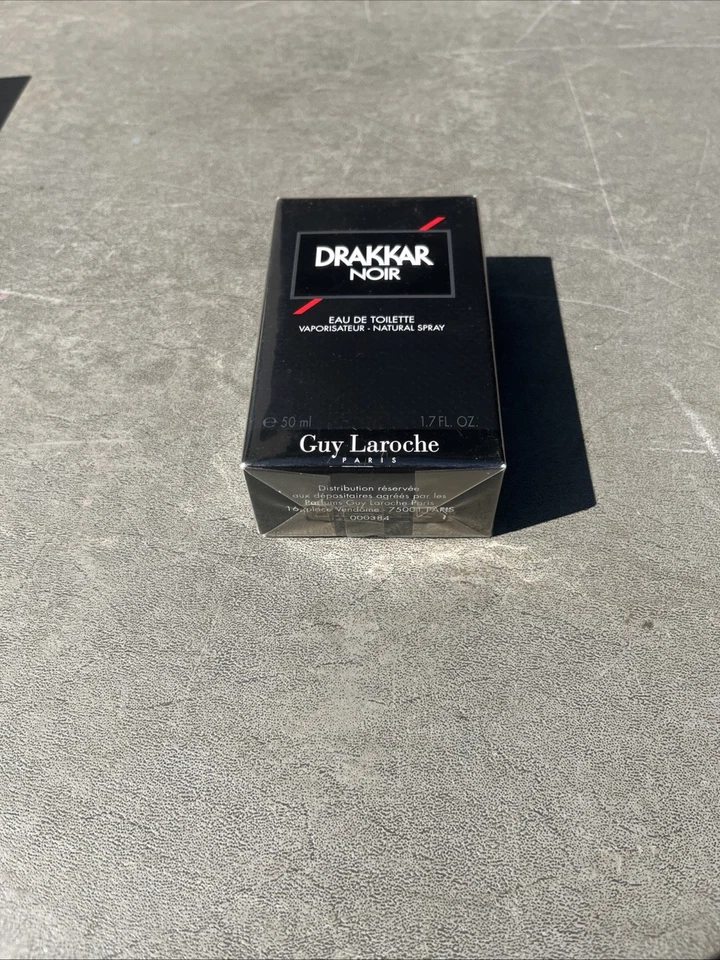 DRAKKAR
NOIR
EAU DE TOILETTE
VAPORISATEUR - NATURAL SPRAY
℮ 50 ml 1.7 FL. OZ.
Guy Laroche
PARIS
Distribution réservée
aux dépositaires agréés par les
Parfums Guy Laroche Paris
16, place Vendôme - 75001 PARIS
000384